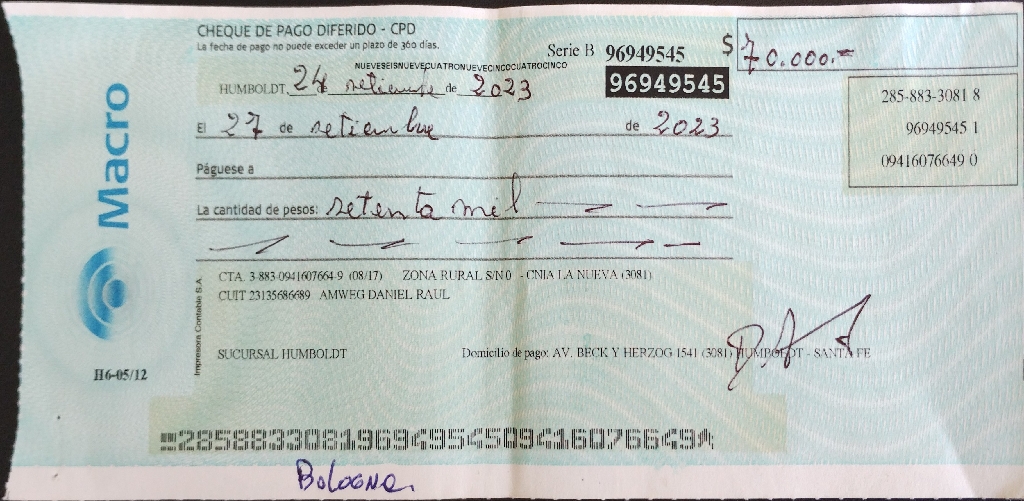 CHEQUE DE PAGO DIFERIDO - CPD
La fecha de pago no puede exceder un plazo de 360 días.
Serie B 96949545
$ 70.000.-
NUEVESEISNUEVECUATRONUEVECINCOCUATROCINCO
HUMBOLDT, 24 setiembre de 2023
96949545
285-883-3081 8
96949545 1
09416076649 0
El 27 de setiembre de 2023
Páguese a
La cantidad de pesos: setenta mil
Macro
CTA. 3-883-0941607664-9 (08/17) ZONA RURAL S/N 0 - CNIA LA NUEVA (3081)
CUIT 23135686689 AMWEG DANIEL RAUL
Impresora Contable S.A.
SUCURSAL HUMBOLDT
Domicilio de pago: AV. BECK Y HERZOG 1541 (3081) HUMBOLDT - SANTA FE
H6-05/12
28588330819694954509416076649
Bologna.